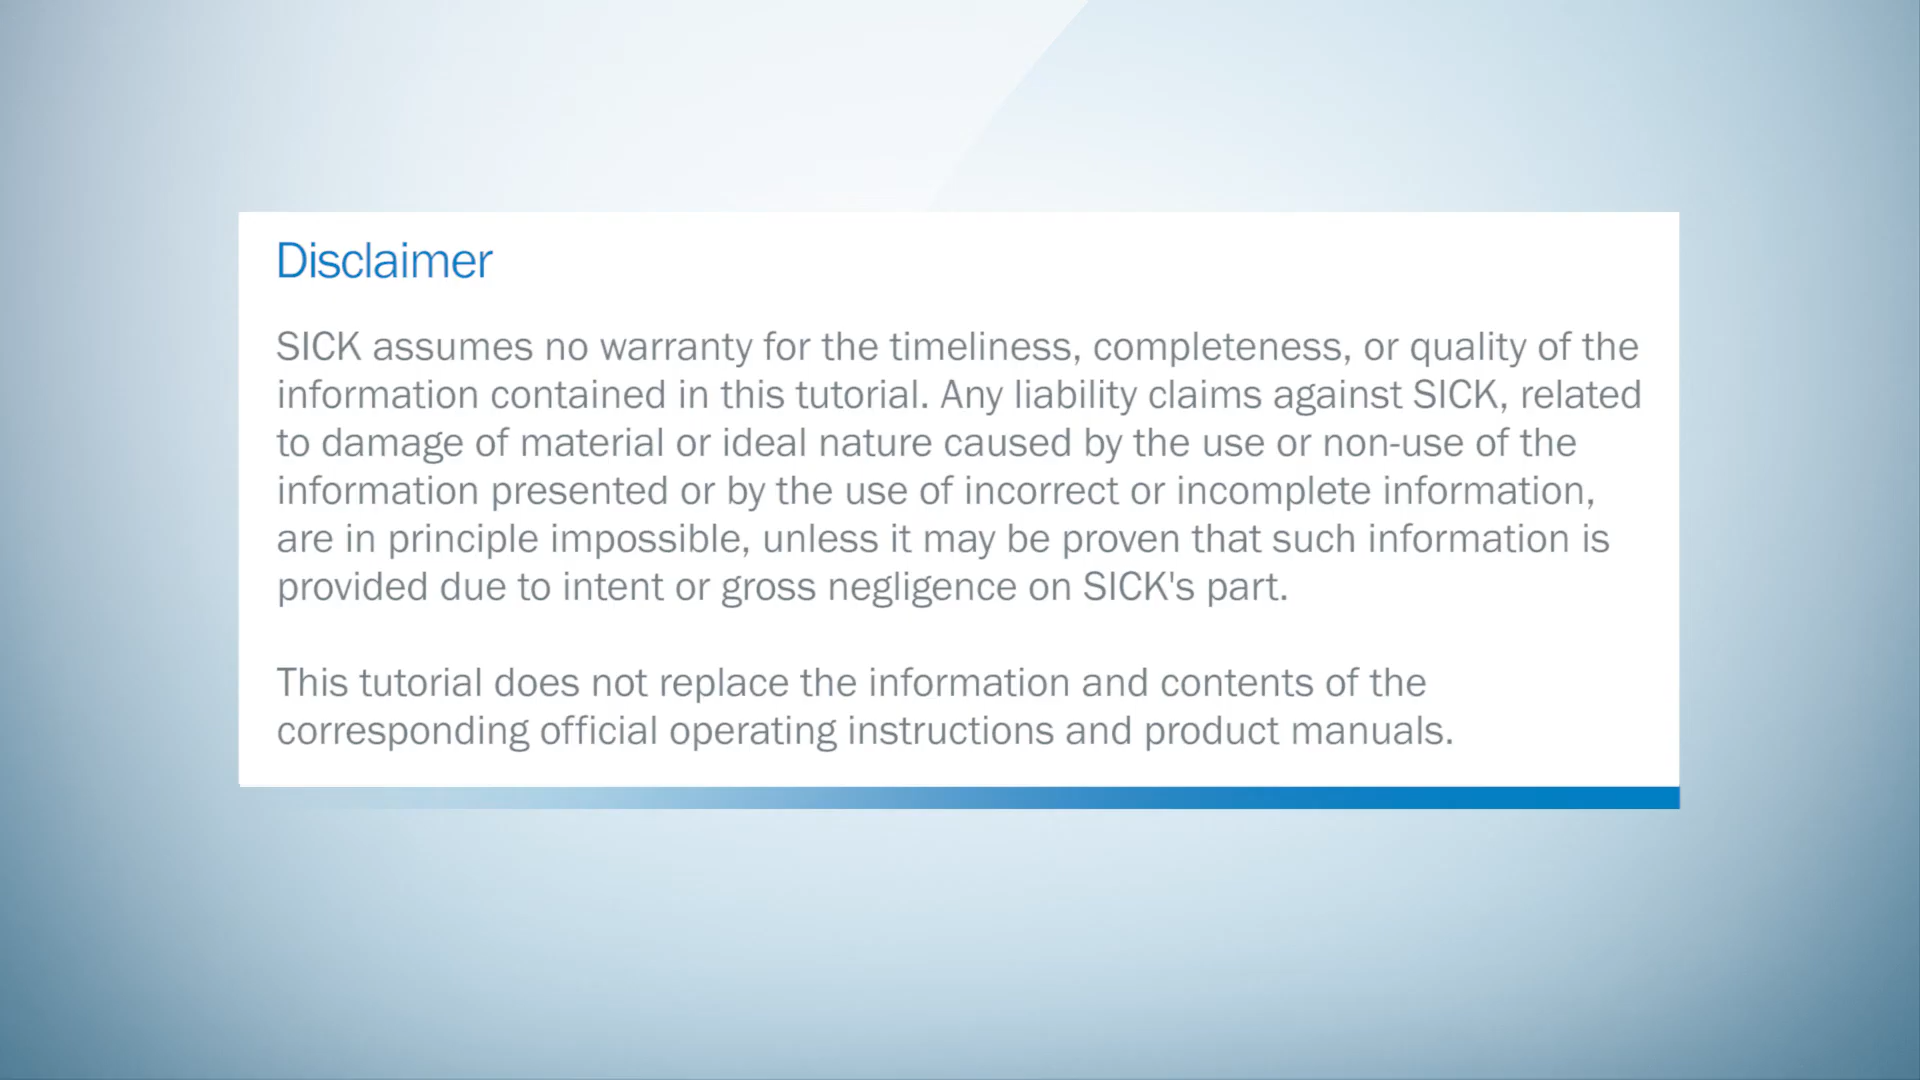 Disclaimer
SICK assumes no warranty for the timeliness, completeness, or quality of the
information contained in this tutorial. Any liability claims against SICK, related
to damage of material or ideal nature caused by the use or non-use of the
information presented or by the use of incorrect or incomplete information,
are in principle impossible, unless it may be proven that such information is
provided due to intent or gross negligence on SICK's part.
This tutorial does not replace the information and contents of the
corresponding official operating instructions and product manuals.